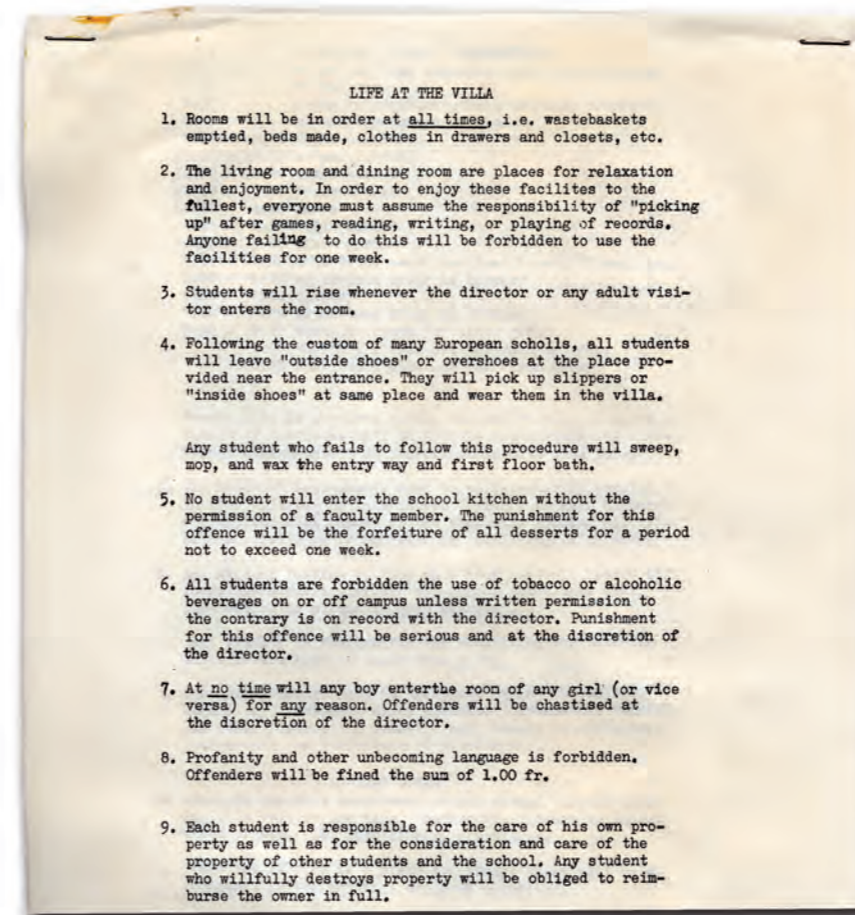 LIFE AT THE VILLA
1. Rooms will be in order at all times, i.e. wastebaskets
emptied, beds made, clothes in drawers and closets, etc.
2. The living room and dining room are places for relaxation
and enjoyment. In order to enjoy these facilites to the
fullest, everyone must assume the responsibility of "picking
up" after games, reading, writing, or playing of records.
Anyone failing to do this will be forbidden to use the
facilities for one week.
3. Students will rise whenever the director or any adult visi-
tor enters the room.
4. Following the custom of many European scholls, all students
will leave "outside shoes" or overshoes at the place pro-
vided near the entrance. They will pick up slippers or
"inside shoes" at same place and wear them in the villa.
Any student who fails to follow this procedure will sweep,
mop, and wax the entry way and first floor bath.
5. No student will enter the school kitchen without the
permission of a faculty member. The punishment for this
offence will be the forfeiture of all desserts for a period
not to exceed one week.
6. All students are forbidden the use of tobacco or alcoholic
beverages on or off campus unless written permission to
the contrary is on record with the director. Punishment
for this offence will be serious and at the discretion of
the director.
7. At no time will any boy enterthe room of any girl (or vice
versa) for any reason. Offenders will be chastised at
the discretion of the director.
8. Profanity and other unbecoming language is forbidden.
Offenders will be fined the sum of 1.00 fr.
9. Each student is responsible for the care of his own pro-
perty as well as for the consideration and care of the
property of other students and the school. Any student
who willfully destroys property will be obliged to reim-
burse the owner in full.